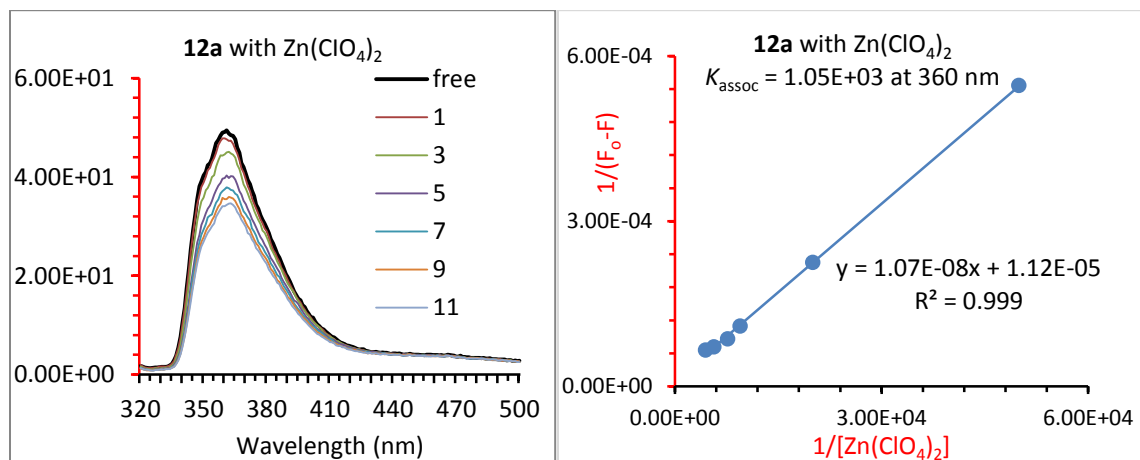 12a with Zn(ClO4)2
6.00E+01
4.00E+01
2.00E+01
0.00E+00
free
1
3
5
7
9
11
320 350 380 410 440 470 500
Wavelength (nm)
12a with Zn(ClO4)2
Kassoc = 1.05E+03 at 360 nm
6.00E-04
3.00E-04
0.00E+00
1/(Fo-F)
y = 1.07E-08x + 1.12E-05
R² = 0.999
0.00E+00 3.00E+04 6.00E+04
1/[Zn(ClO4)2]